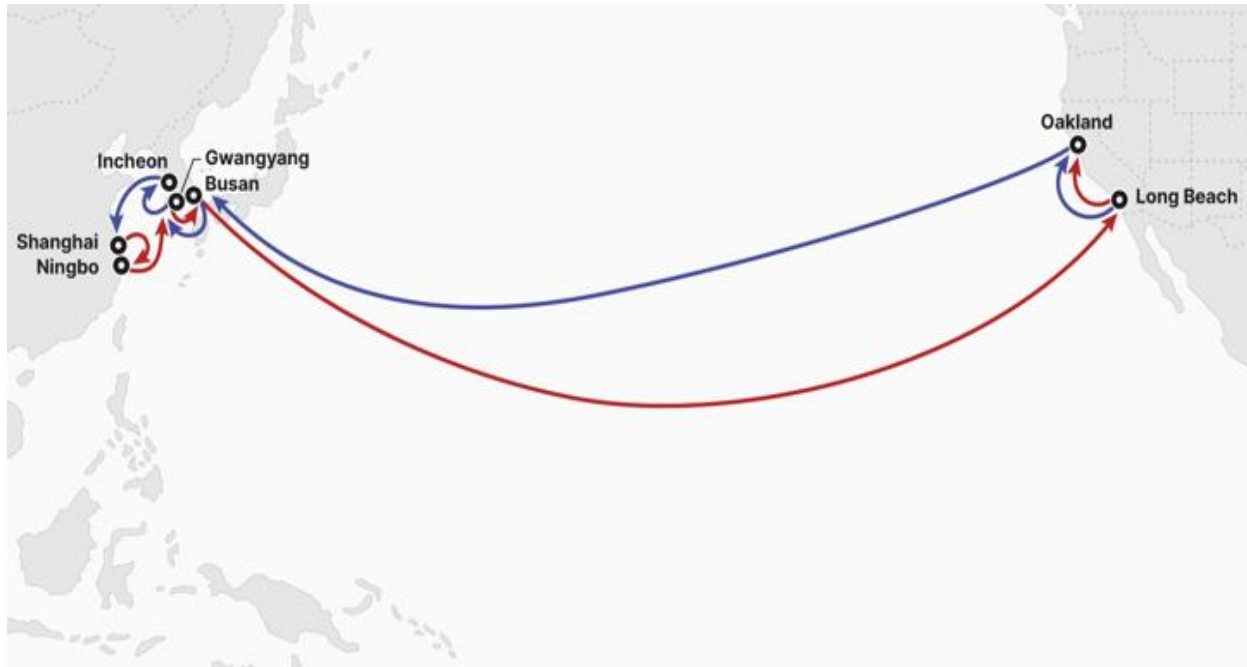 Oakland
Incheon
Gwangyang
Busan
Long Beach
Shanghai
Ningbo